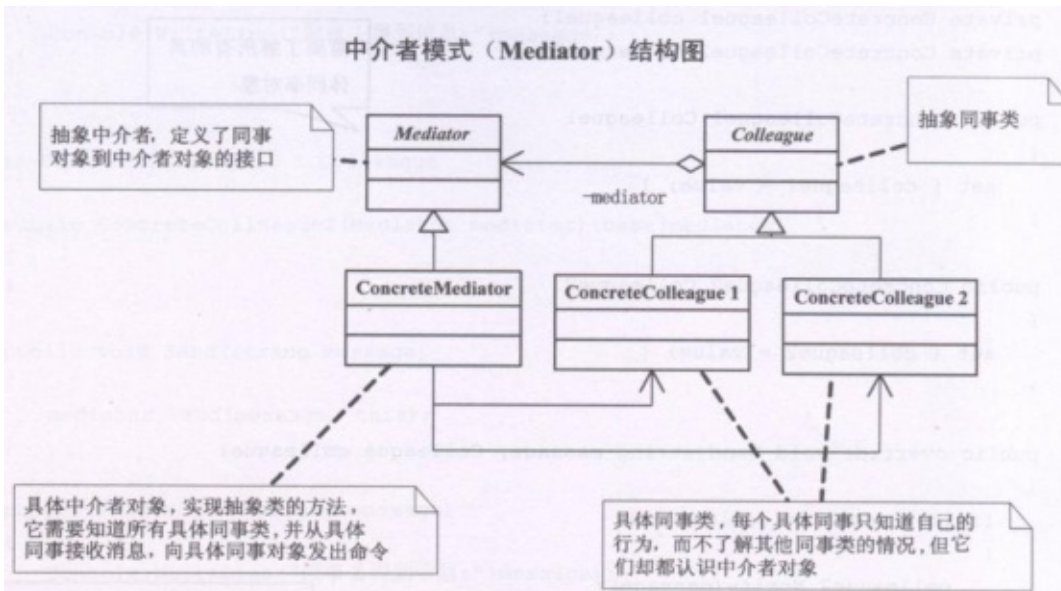 中介者模式（Mediator）结构图
抽象中介者，定义了同事
对象到中介者对象的接口
Mediator
Colleague
抽象同事类
-mediator
ConcreteMediator
ConcreteColleague 1
ConcreteColleague 2
具体中介者对象，实现抽象类的方法，
它需要知道所有具体同事类，并从具体
同事接收消息，向具体同事对象发出命令
具体同事类，每个具体同事只知道自己的
行为，而不了解其他同事类的情况，但它
们却都认识中介者对象